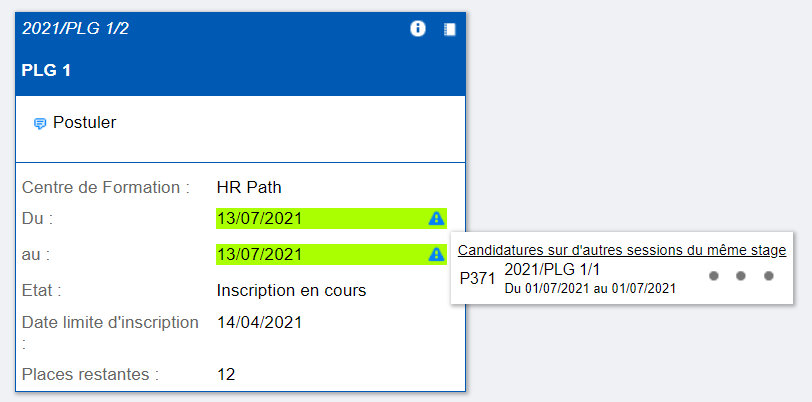 2021/PLG 1/2
PLG 1
Postuler
Centre de Formation : HR Path
Du : 13/07/2021
au : 13/07/2021
Etat : Inscription en cours
Date limite d'inscription : 14/04/2021
Places restantes : 12
Candidatures sur d'autres sessions du même stage
P371 2021/PLG 1/1
Du 01/07/2021 au 01/07/2021